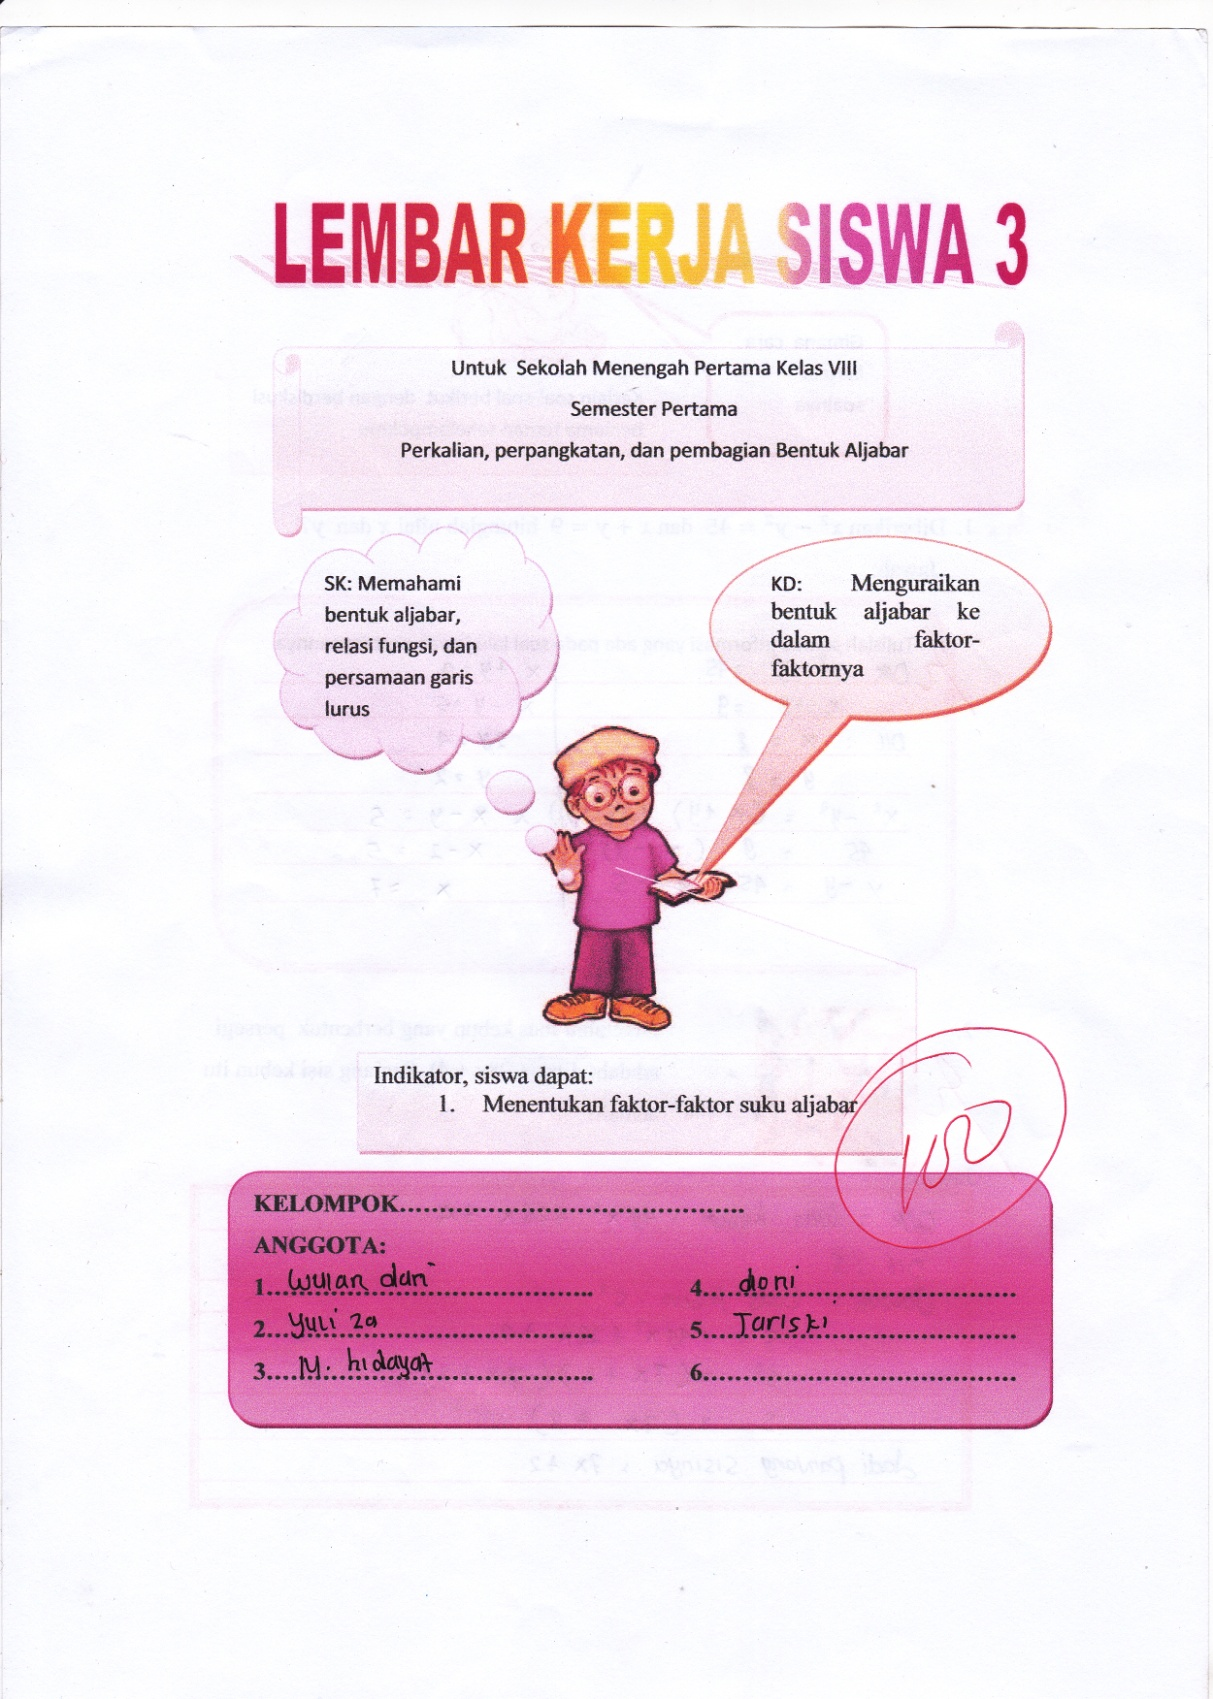 LEMBAR KERJA SISWA 3
Untuk Sekolah Menengah Pertama Kelas VIII
Semester Pertama
Perkalian, perpangkatan, dan pembagian Bentuk Aljabar
SK: Memahami
bentuk aljabar,
relasi fungsi, dan
persamaan garis
lurus
KD: Menguraikan
bentuk aljabar ke
dalam faktor-
faktornya
Indikator, siswa dapat:
1. Menentukan faktor-faktor suku aljabar
100
KELOMPOK...........................................
ANGGOTA:
1. Wulan dari
2. Yuli za
3. M. hidayat
4. doni
5. Jariski
6.......................................